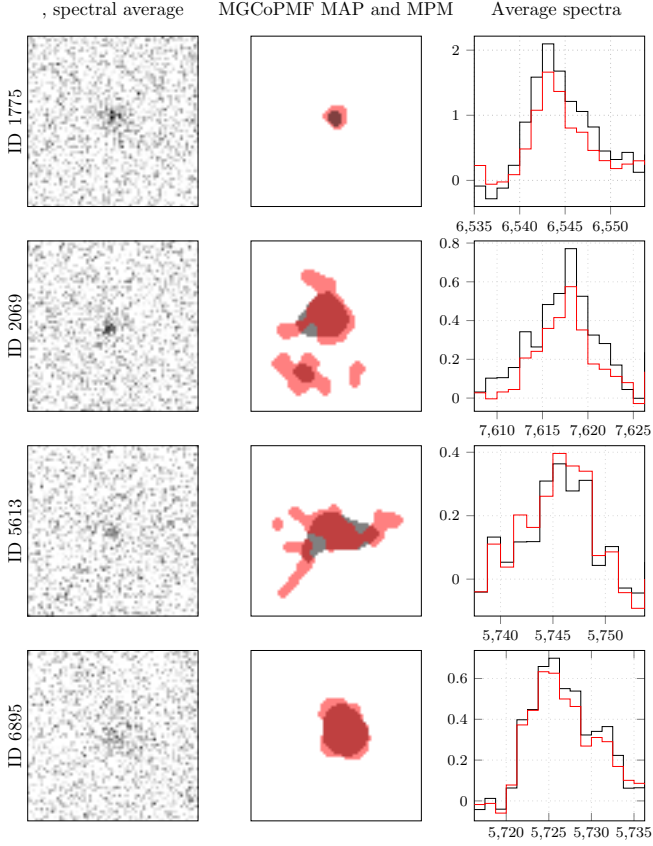 , spectral average MGCoPMF MAP and MPM Average spectra
ID 1775
2
1
0
6,535 6,540 6,545 6,550
ID 2069
0.8
0.6
0.4
0.2
0
7,610 7,615 7,620 7,625
ID 5613
0.4
0.2
0
5,740 5,745 5,750
ID 6895
0.6
0.4
0.2
0
5,720 5,725 5,730 5,735